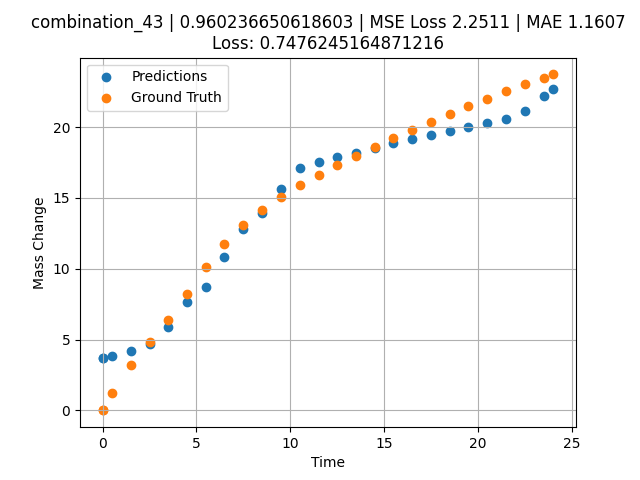 combination_43 | 0.960236650618603 | MSE Loss 2.2511 | MAE 1.1607
Loss: 0.7476245164871216
Predictions
Ground Truth
Mass Change
20
15
10
5
0
0 5 10 15 20 25
Time